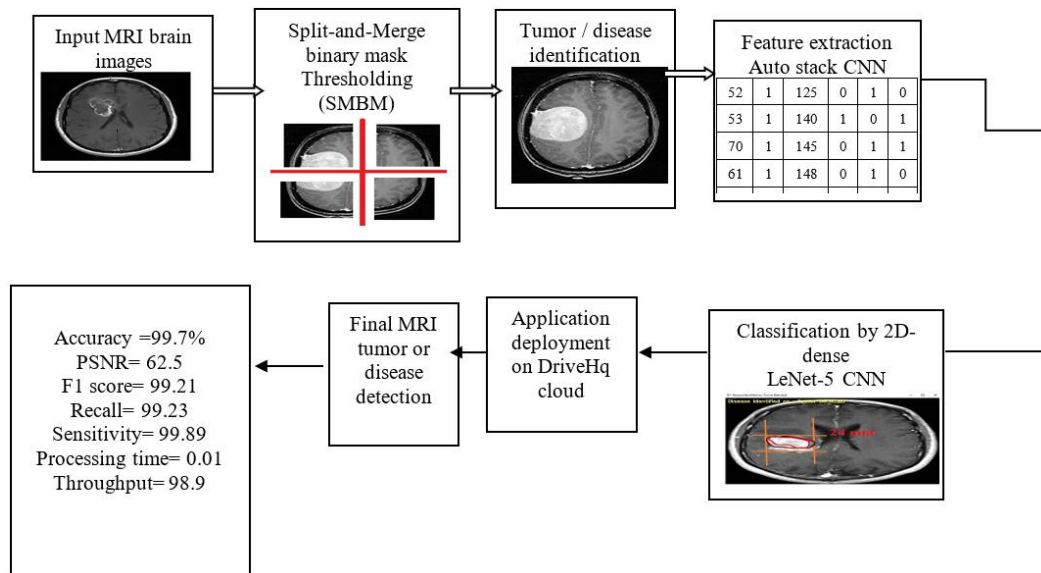 Input MRI brain
images
Split-and-Merge
binary mask
Thresholding
(SMBM)
Tumor / disease
identification
Feature extraction
Auto stack CNN
52 1 125 0 1 0
53 1 140 1 0 1
70 1 145 0 1 1
61 1 148 0 1 0
Classification by 2D-
dense
LeNet-5 CNN
24 mm
Application
deployment
on DriveHq
cloud
Final MRI
tumor or
disease
detection
Accuracy =99.7%
PSNR= 62.5
F1 score= 99.21
Recall= 99.23
Sensitivity= 99.89
Processing time= 0.01
Throughput= 98.9